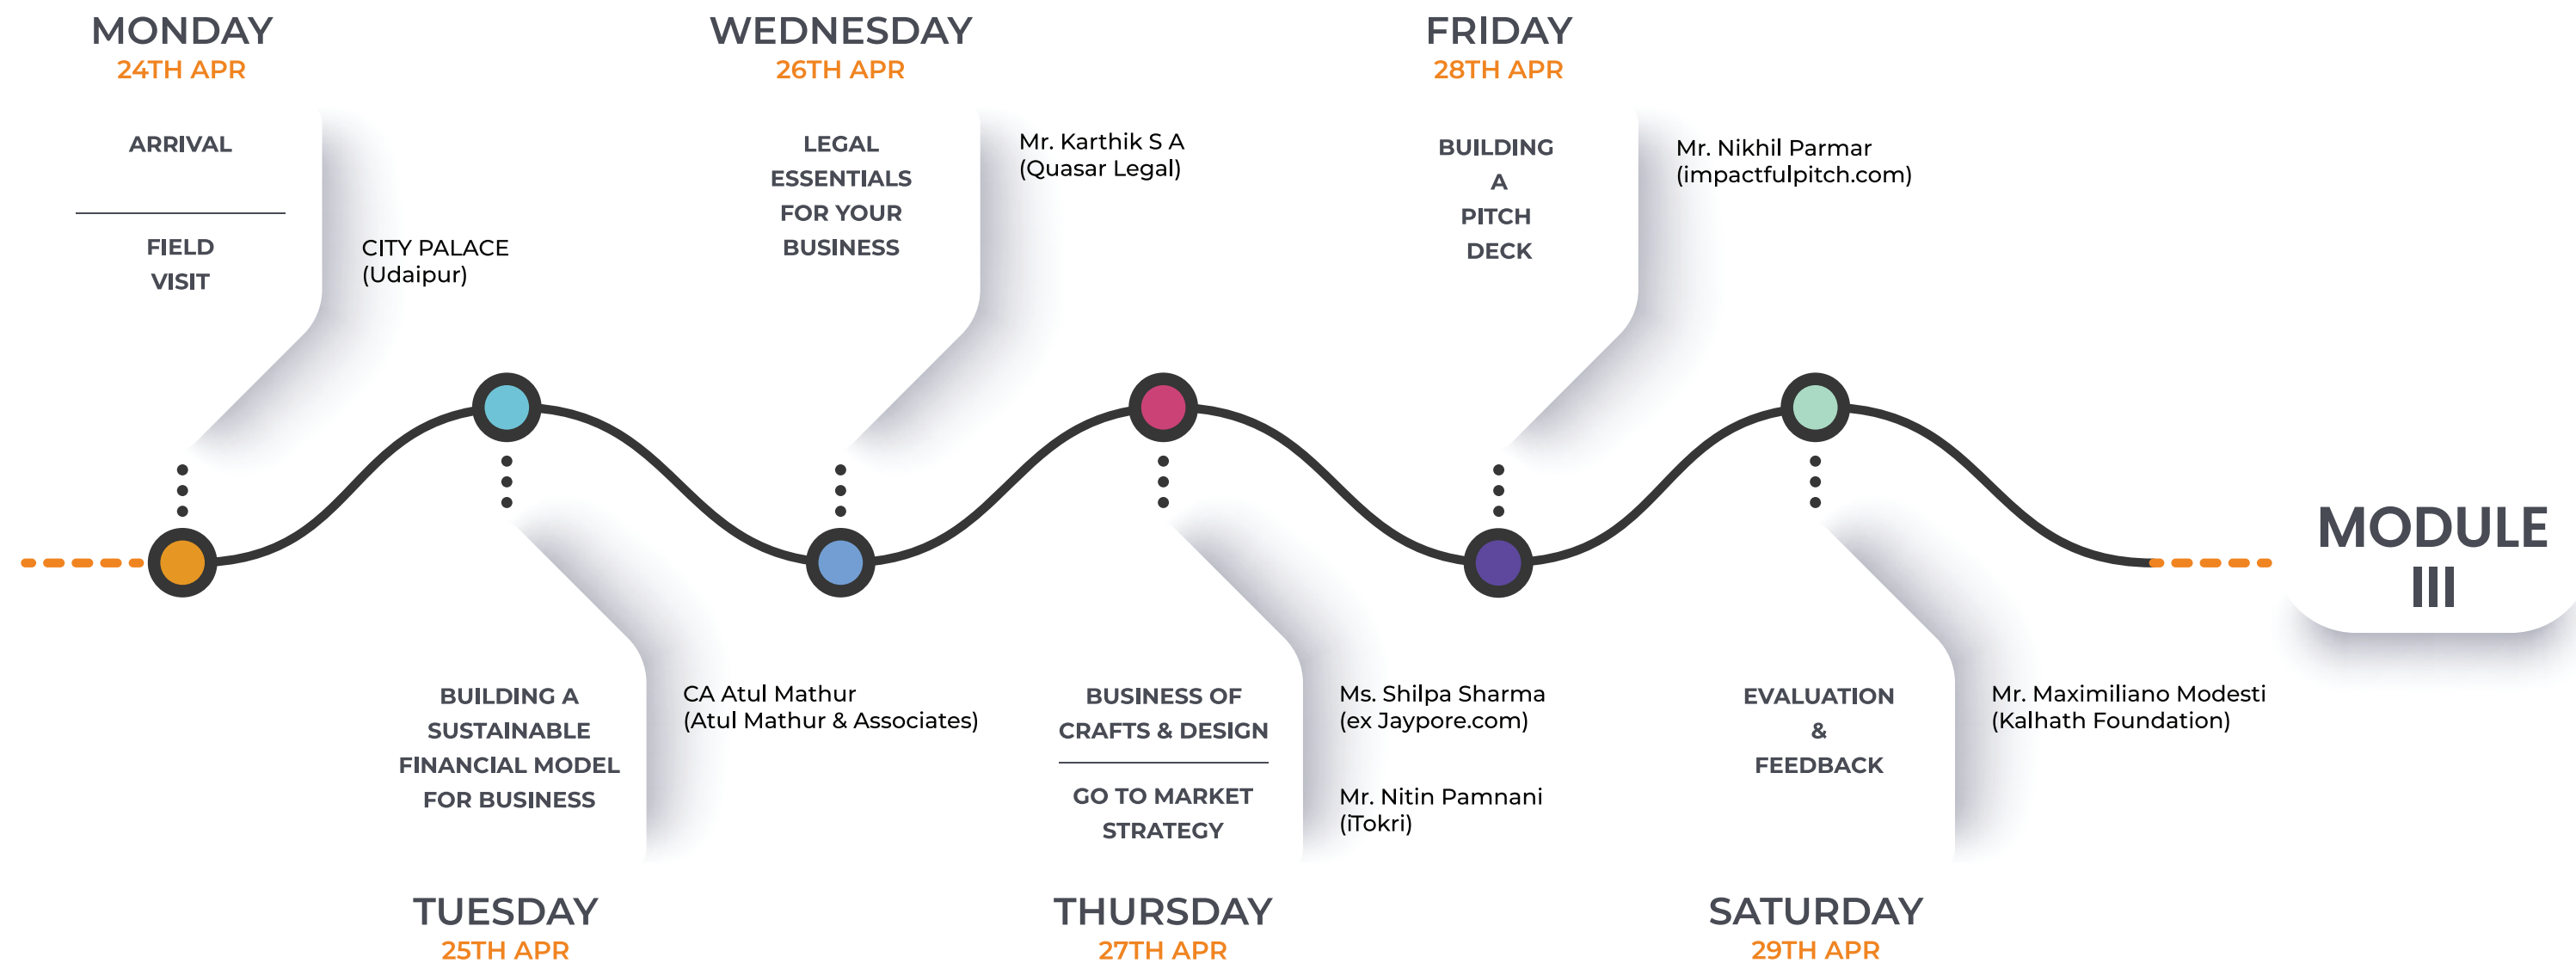 MONDAY
24TH APR
ARRIVAL
FIELD
VISIT
CITY PALACE
(Udaipur)
TUESDAY
25TH APR
BUILDING A
SUSTAINABLE
FINANCIAL MODEL
FOR BUSINESS
CA Atul Mathur
(Atul Mathur & Associates)
WEDNESDAY
26TH APR
LEGAL
ESSENTIALS
FOR YOUR
BUSINESS
Mr. Karthik S A
(Quasar Legal)
THURSDAY
27TH APR
BUSINESS OF
CRAFTS & DESIGN
Ms. Shilpa Sharma
(ex Jaypore.com)
GO TO MARKET
STRATEGY
Mr. Nitin Pamnani
(iTokri)
FRIDAY
28TH APR
BUILDING
A
PITCH
DECK
Mr. Nikhil Parmar
(impactfulpitch.com)
SATURDAY
29TH APR
EVALUATION
&
FEEDBACK
Mr. Maximiliano Modesti
(Kalhath Foundation)
MODULE
III